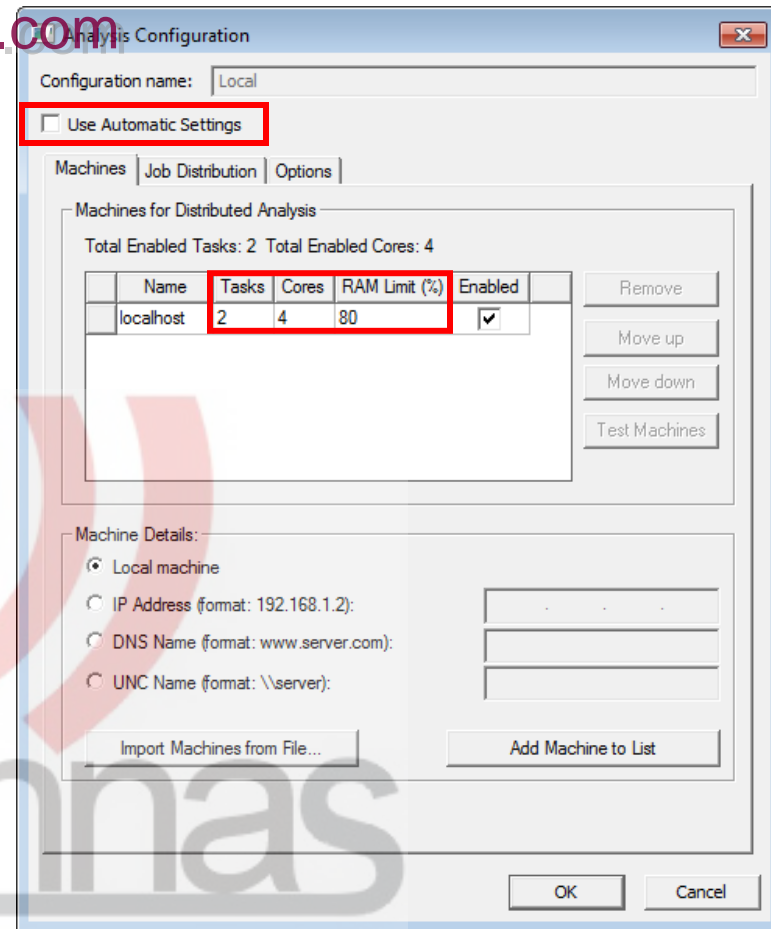 .com
Analysis Configuration
Configuration name: Local
Use Automatic Settings
Machines Job Distribution Options
Machines for Distributed Analysis
Total Enabled Tasks: 2 Total Enabled Cores: 4
Name Tasks Cores RAM Limit (%) Enabled
localhost 2 4 80
Remove
Move up
Move down
Test Machines
Machine Details:
Local machine
IP Address (format: 192.168.1.2):
DNS Name (format: www.server.com):
UNC Name (format: \\server):
Import Machines from File... Add Machine to List
nnas
OK Cancel